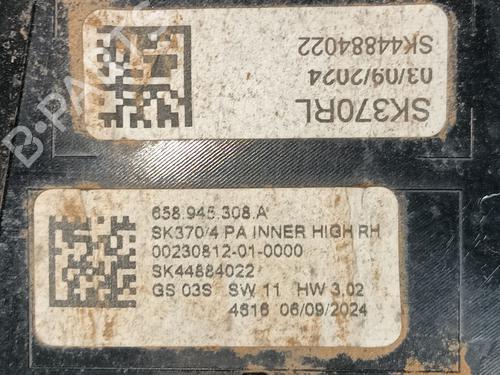 SK370RL
03/09/2024
SK44884022
658.945.308.A
SK370/4 PA INNER HIGH RH
00230812-01-0000
SK44884022
GS 03S SW 11 HW 3.02
4616 06/09/2024
B-PARTS